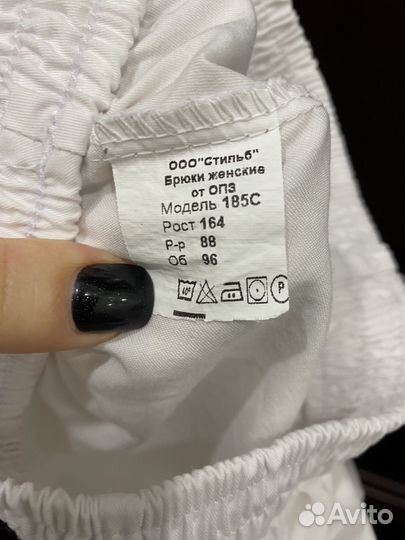 ООО"Стильб"
Брюки женские
от ОПЗ
Модель 185С
Рост 164
Р-р 88
Об 96
P
Avito